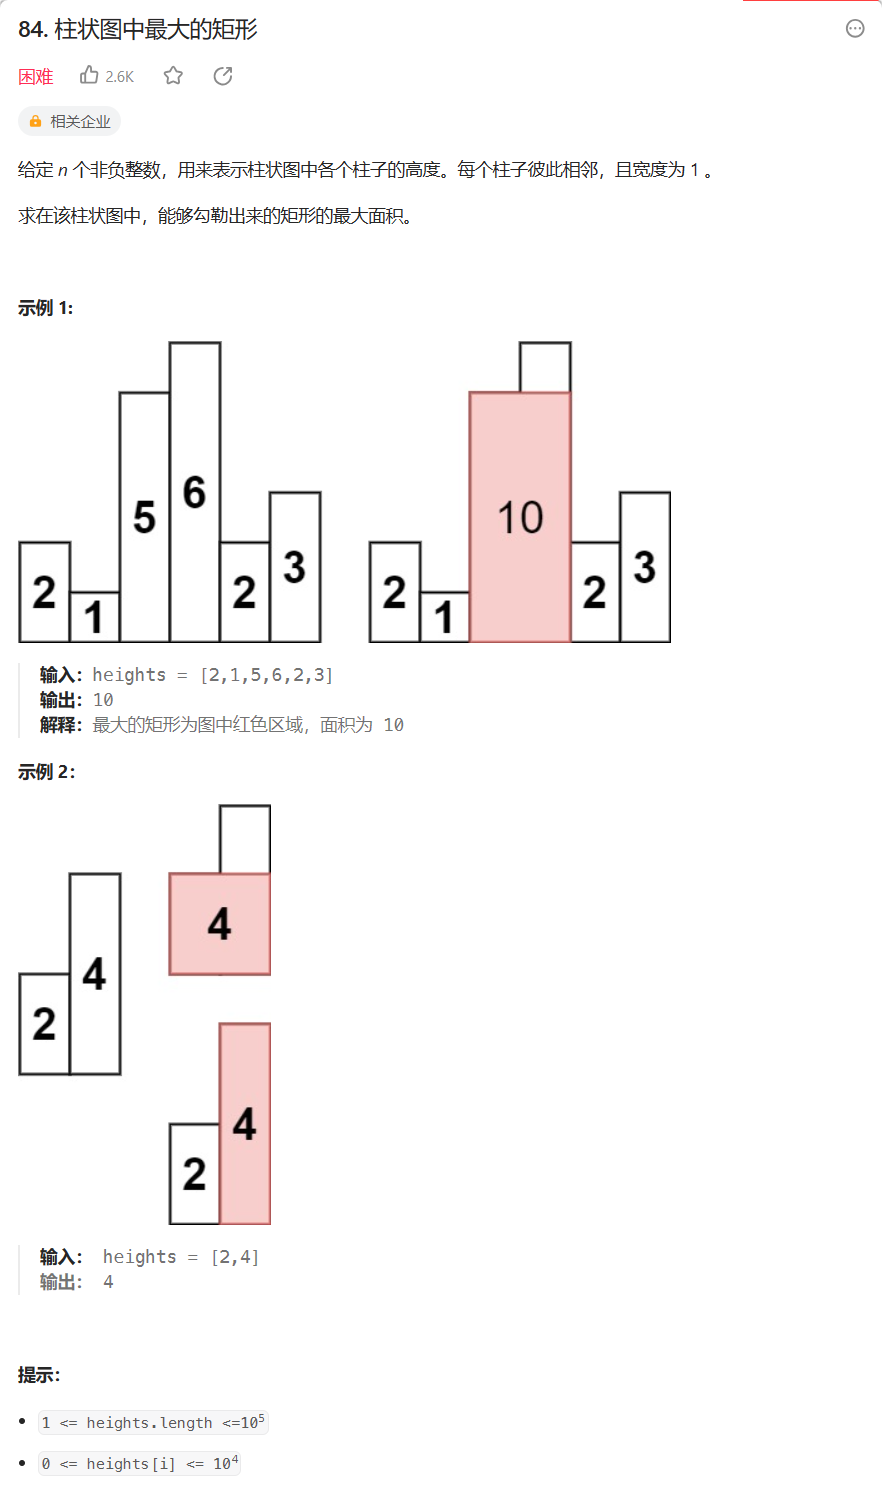 84. 柱状图中最大的矩形
困难 2.6K
相关企业
给定 n 个非负整数，用来表示柱状图中各个柱子的高度。每个柱子彼此相邻，且宽度为 1 。
求在该柱状图中，能够勾勒出来的矩形的最大面积。
示例 1:
2 1 5 6 2 3
2 1 10 2 3
输入：heights = [2,1,5,6,2,3]
输出：10
解释：最大的矩形为图中红色区域，面积为 10
示例 2：
2 4
4
2 4
输入： heights = [2,4]
输出： 4
提示：
• 1 <= heights.length <=10⁵
• 0 <= heights[i] <= 10⁴